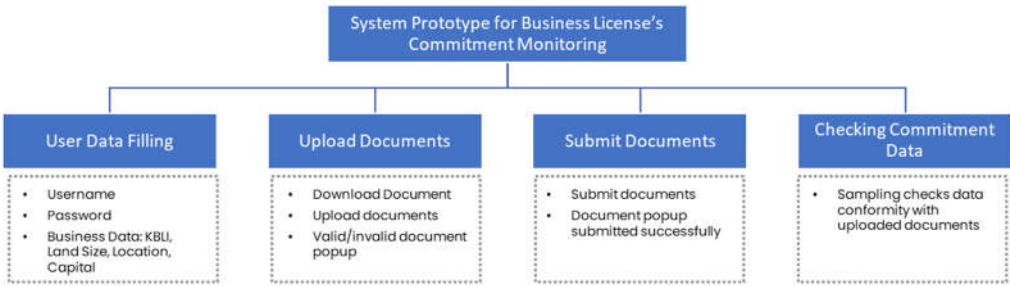 System Prototype for Business License's
Commitment Monitoring
User Data Filling
Upload Documents
Submit Documents
Checking Commitment
Data
• Username
• Password
• Business Data: KBLI,
Land Size, Location,
Capital
• Download Document
• Upload documents
• Valid/invalid document
popup
• Submit documents
• Document popup
submitted successfully
• Sampling checks data
conformity with
uploaded documents